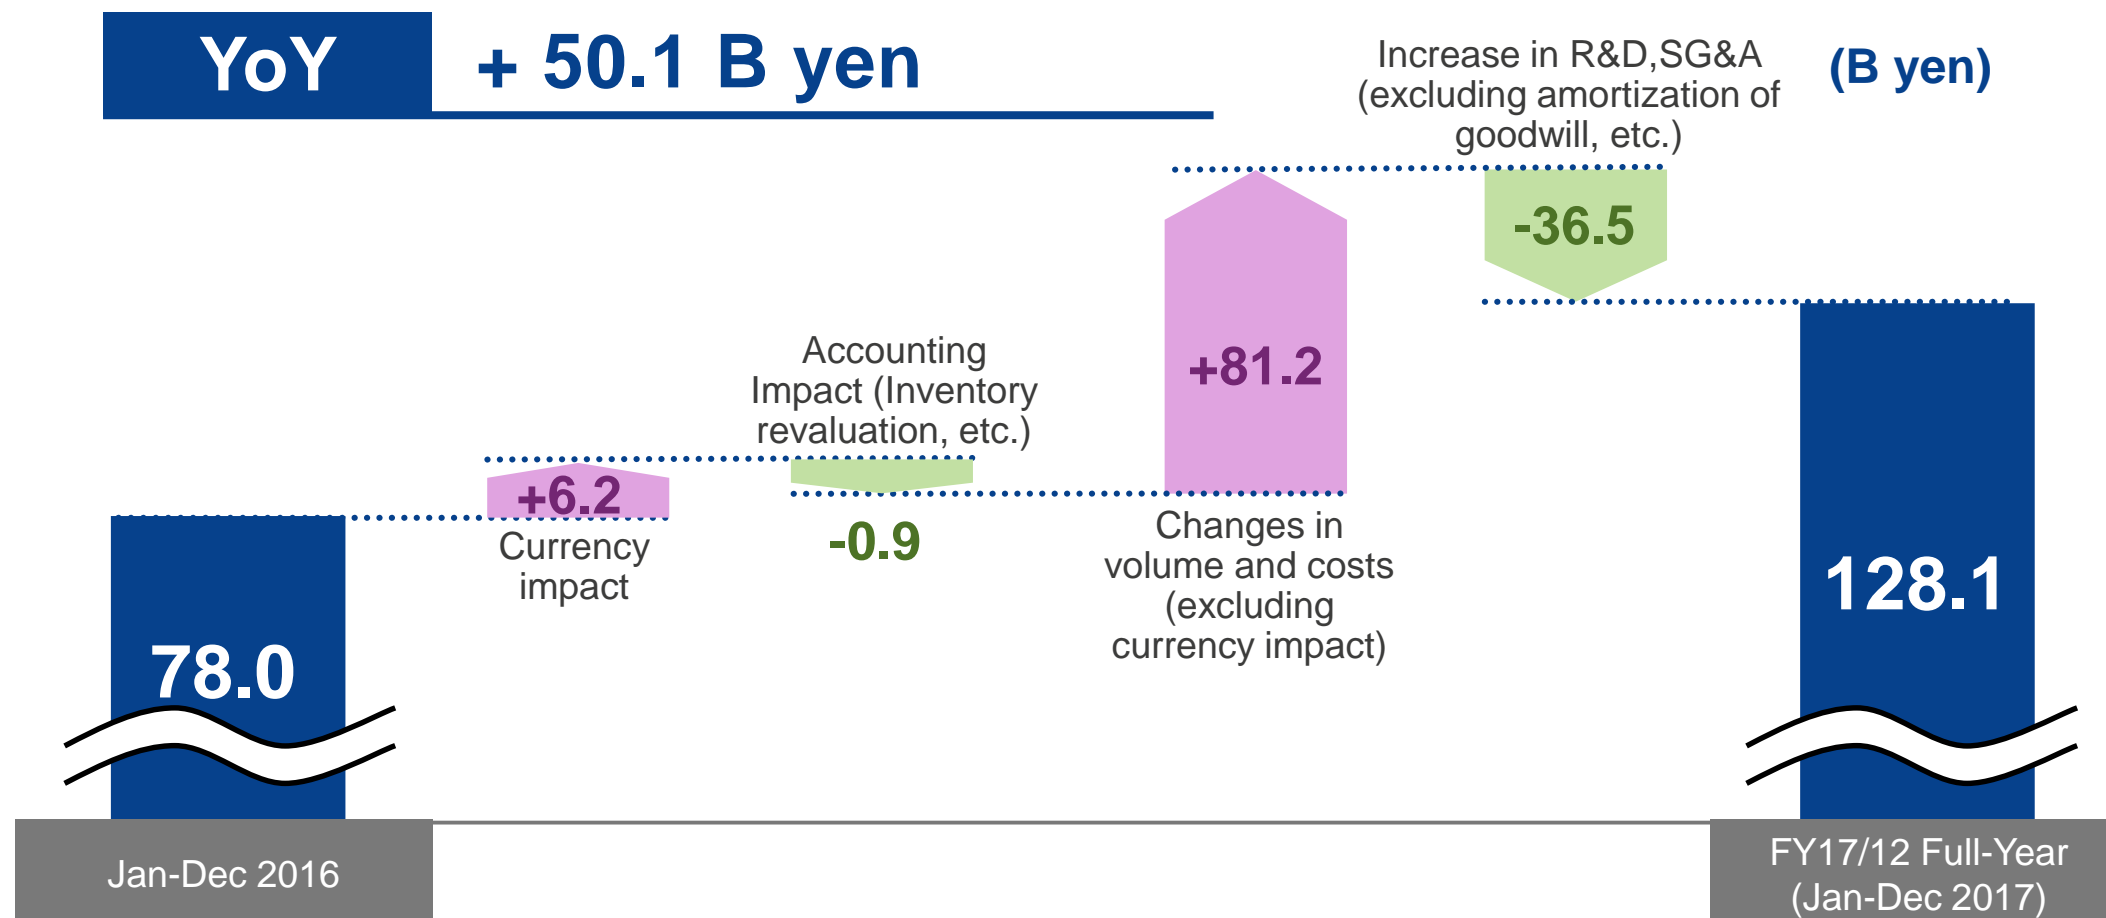 YoY
+ 50.1 B yen
Increase in R&D,SG&A
(excluding amortization of
goodwill, etc.)
(B yen)
-36.5
Accounting
Impact (Inventory
revaluation, etc.)
+81.2
+6.2
Currency
impact
-0.9
Changes in
volume and costs
(excluding
currency impact)
128.1
78.0
Jan-Dec 2016
FY17/12 Full-Year
(Jan-Dec 2017)